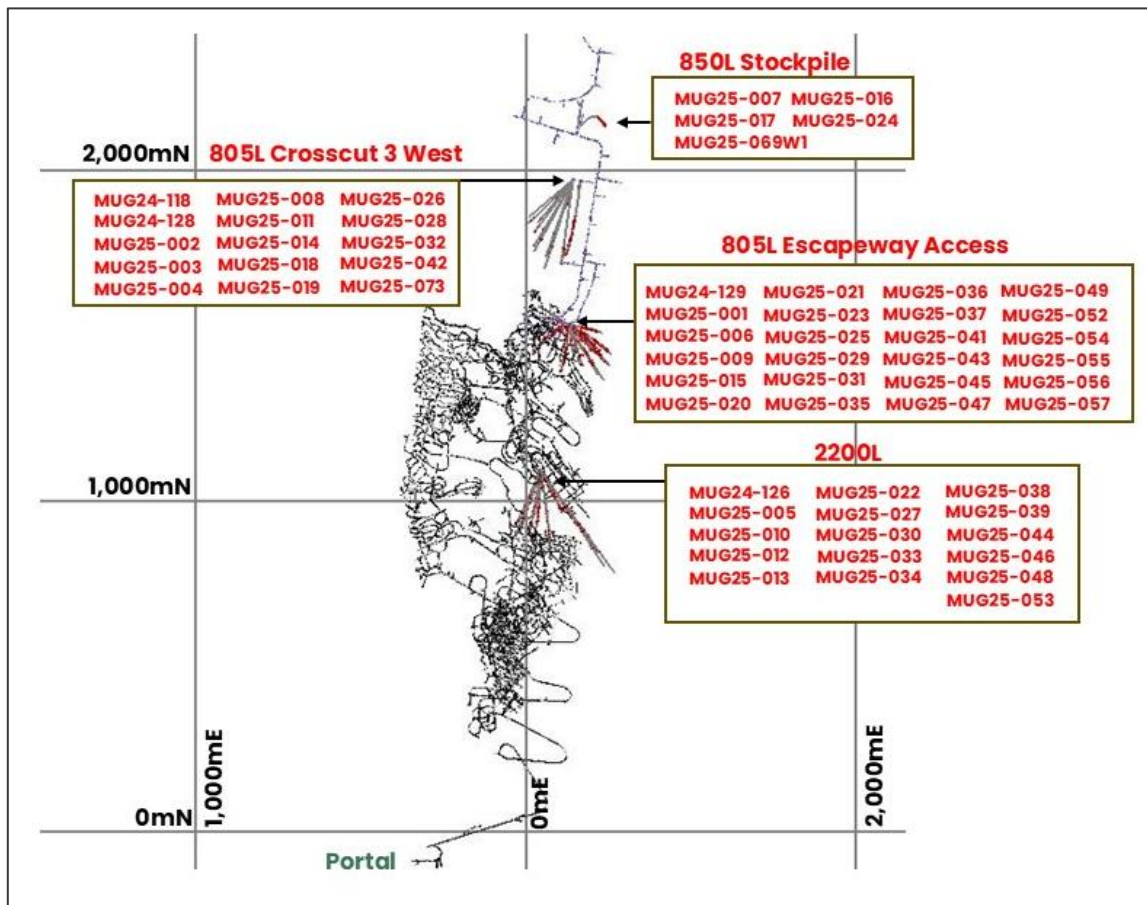 850L Stockpile
MUG25-007 MUG25-016
MUG25-017 MUG25-024
MUG25-069W1
2,000mN
805L Crosscut 3 West
MUG24-118 MUG25-008 MUG25-026
MUG24-128 MUG25-011 MUG25-028
MUG25-002 MUG25-014 MUG25-032
MUG25-003 MUG25-018 MUG25-042
MUG25-004 MUG25-019 MUG25-073
805L Escapeway Access
MUG24-129 MUG25-021 MUG25-036 MUG25-049
MUG25-001 MUG25-023 MUG25-037 MUG25-052
MUG25-006 MUG25-025 MUG25-041 MUG25-054
MUG25-009 MUG25-029 MUG25-043 MUG25-055
MUG25-015 MUG25-031 MUG25-045 MUG25-056
MUG25-020 MUG25-035 MUG25-047 MUG25-057
2200L
1,000mN
MUG24-126 MUG25-022 MUG25-038
MUG25-005 MUG25-027 MUG25-039
MUG25-010 MUG25-030 MUG25-044
MUG25-012 MUG25-033 MUG25-046
MUG25-013 MUG25-034 MUG25-048
MUG25-053
1,000mE
0mE
2,000mE
0mN
Portal